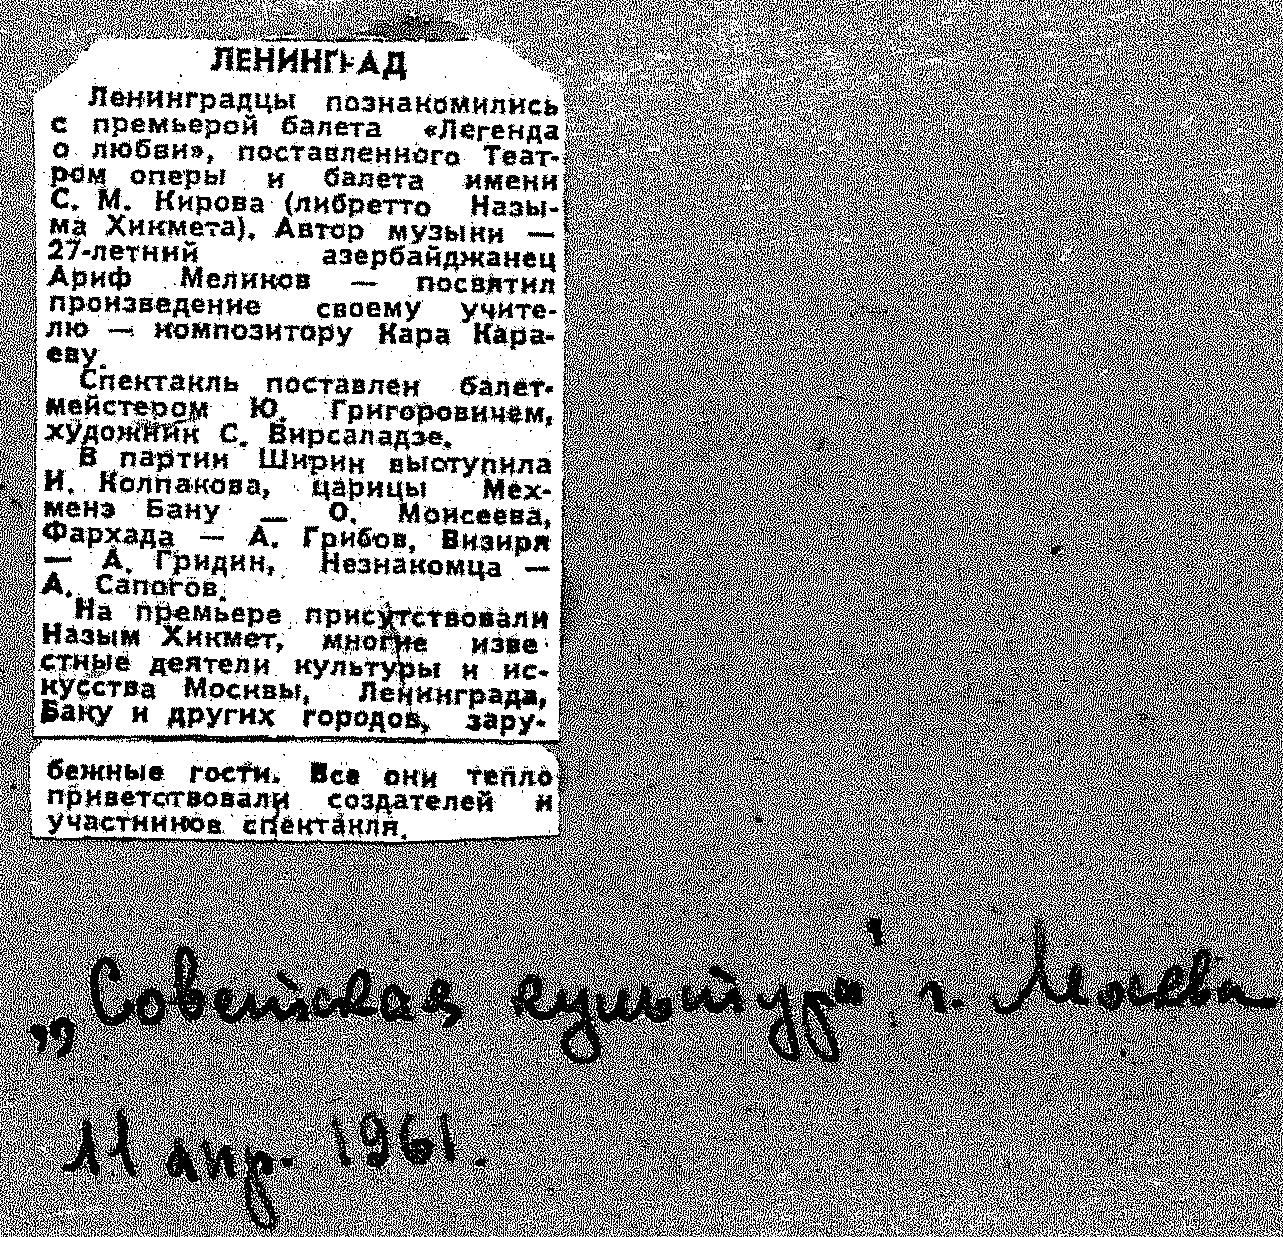 ЛЕНИНГРАД
Ленинградцы познакомились
с премьерой балета «Легенда
о любви», поставленного Теат-
ром оперы и балета имени
С. М. Кирова (либретто Назы-
ма Хикмета). Автор музыки —
27-летний азербайджанец
Ариф Меликов — посвятил
произведение своему учите-
лю — композитору Кара Кара-
еву.
Спектакль поставлен балет-
мейстером Ю. Григоровичем,
художник С. Вирсаладзе.
В партии Ширин выступила
И. Колпакова, царицы Мех-
менэ Бану — О. Моисеева,
Фархада — А. Грибов, Визиря
— А. Гридин, Незнакомца —
А. Сапогов.
На премьере присутствовали
Назым Хикмет, многие изве-
стные деятели культуры и ис-
кусства Москвы, Ленинграда,
Баку и других городов, зару-
бежные гости. Все они тепло
приветствовали создателей и
участников спектакля.
„Советская культура" г. Москва
11 апр. 1961.